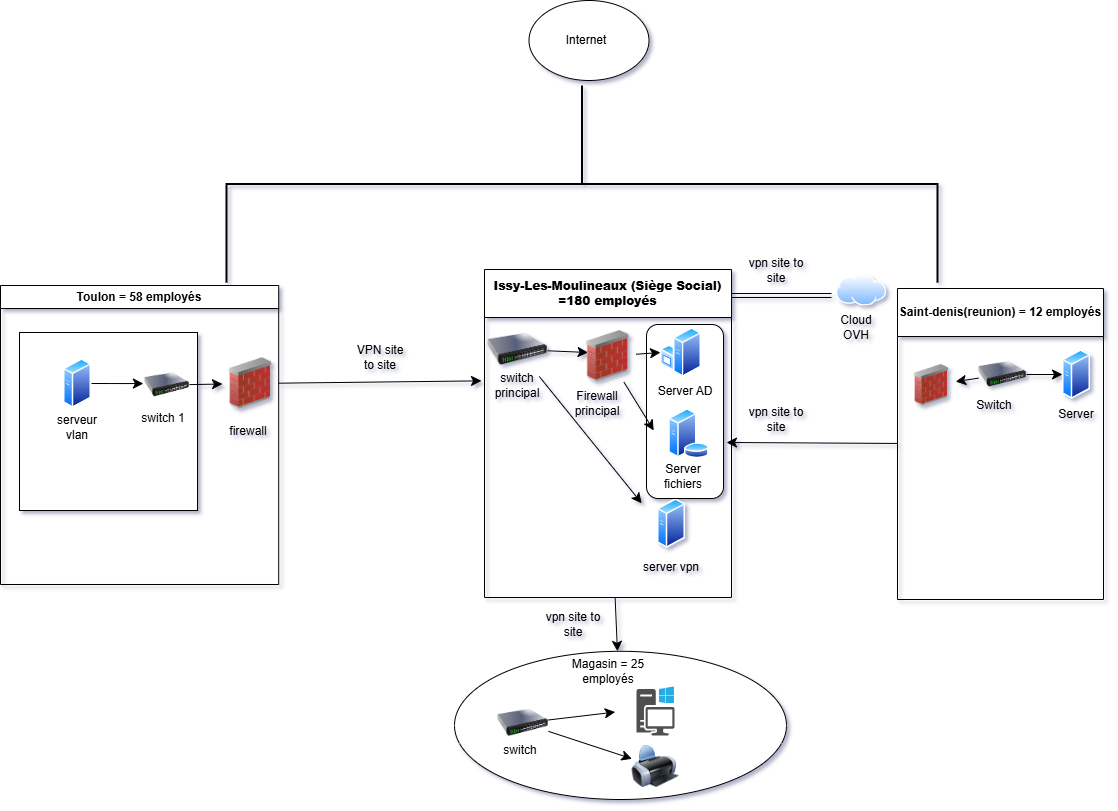 Internet
Toulon = 58 employés
serveur
vlan
switch 1
firewall
VPN site
to site
Issy-Les-Moulineaux (Siège Social)
=180 employés
switch
principal
Firewall
principal
Server AD
Server
fichiers
server vpn
vpn site to
site
Cloud
OVH
vpn site to
site
Saint-denis(reunion) = 12 employés
Switch
Server
vpn site to
site
Magasin = 25
employés
switch